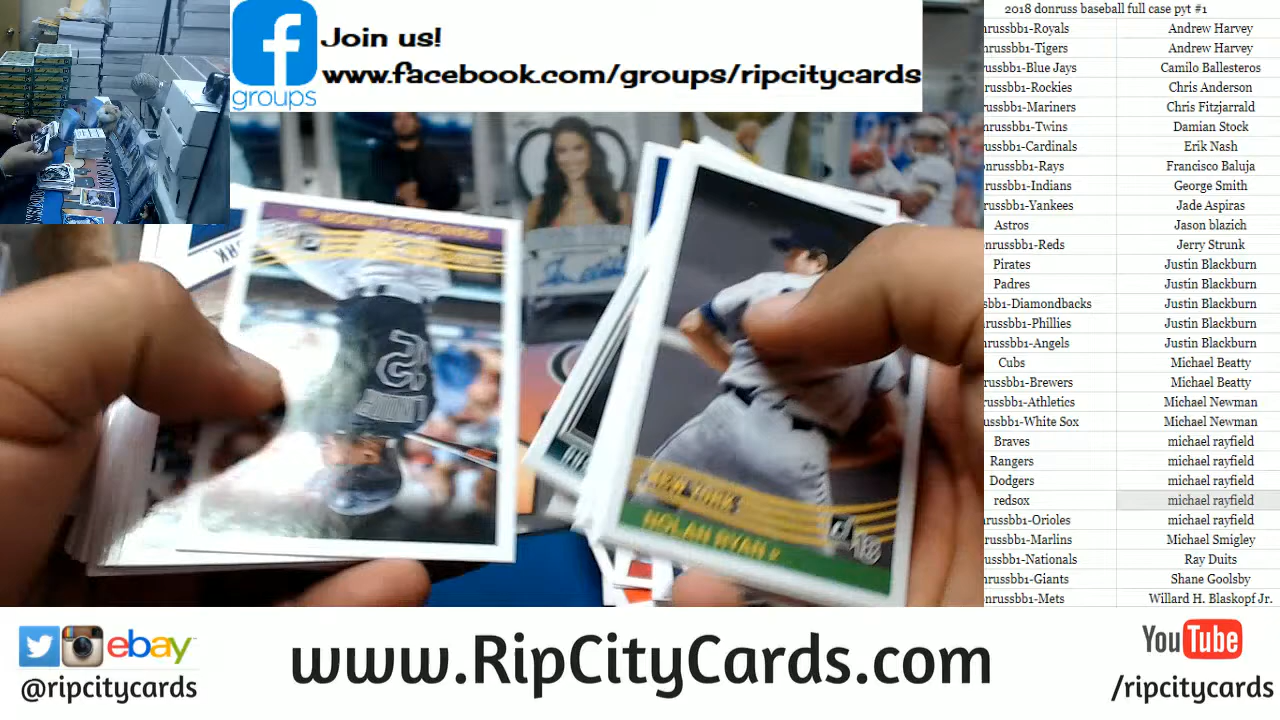 Join us!
www.facebook.com/groups/ripcitycards
groups
2018 donruss baseball full case pyt #1
nrussbb1-Royals Andrew Harvey
nrussbb1-Tigers Andrew Harvey
russbb1-Blue Jays Camilo Ballesteros
nrussbb1-Rockies Chris Anderson
russbb1-Mariners Chris Fitzjarrald
nrussbb1-Twins Damian Stock
russbb1-Cardinals Erik Nash
onrussbb1-Rays Francisco Baluja
nrussbb1-Indians George Smith
russbb1-Yankees Jade Aspiras
Astros Jason blazich
onrussbb1-Reds Jerry Strunk
Pirates Justin Blackburn
Padres Justin Blackburn
sbb1-Diamondbacks Justin Blackburn
nrussbb1-Phillies Justin Blackburn
nrussbb1-Angels Justin Blackburn
Cubs Michael Beatty
russbb1-Brewers Michael Beatty
russbb1-Athletics Michael Newman
ussbb1-White Sox Michael Newman
Braves michael rayfield
Rangers michael rayfield
Dodgers michael rayfield
redsox michael rayfield
nrussbb1-Orioles michael rayfield
nrussbb1-Marlins Michael Smigley
ussbb1-Nationals Ray Duits
nrussbb1-Giants Shane Goolsby
onrussbb1-Mets Willard H. Blaskopf Jr.
NEW YORK
NOLAN RYAN P
ebay
@ripcitycards
www.RipCityCards.com
YouTube
/ripcitycards